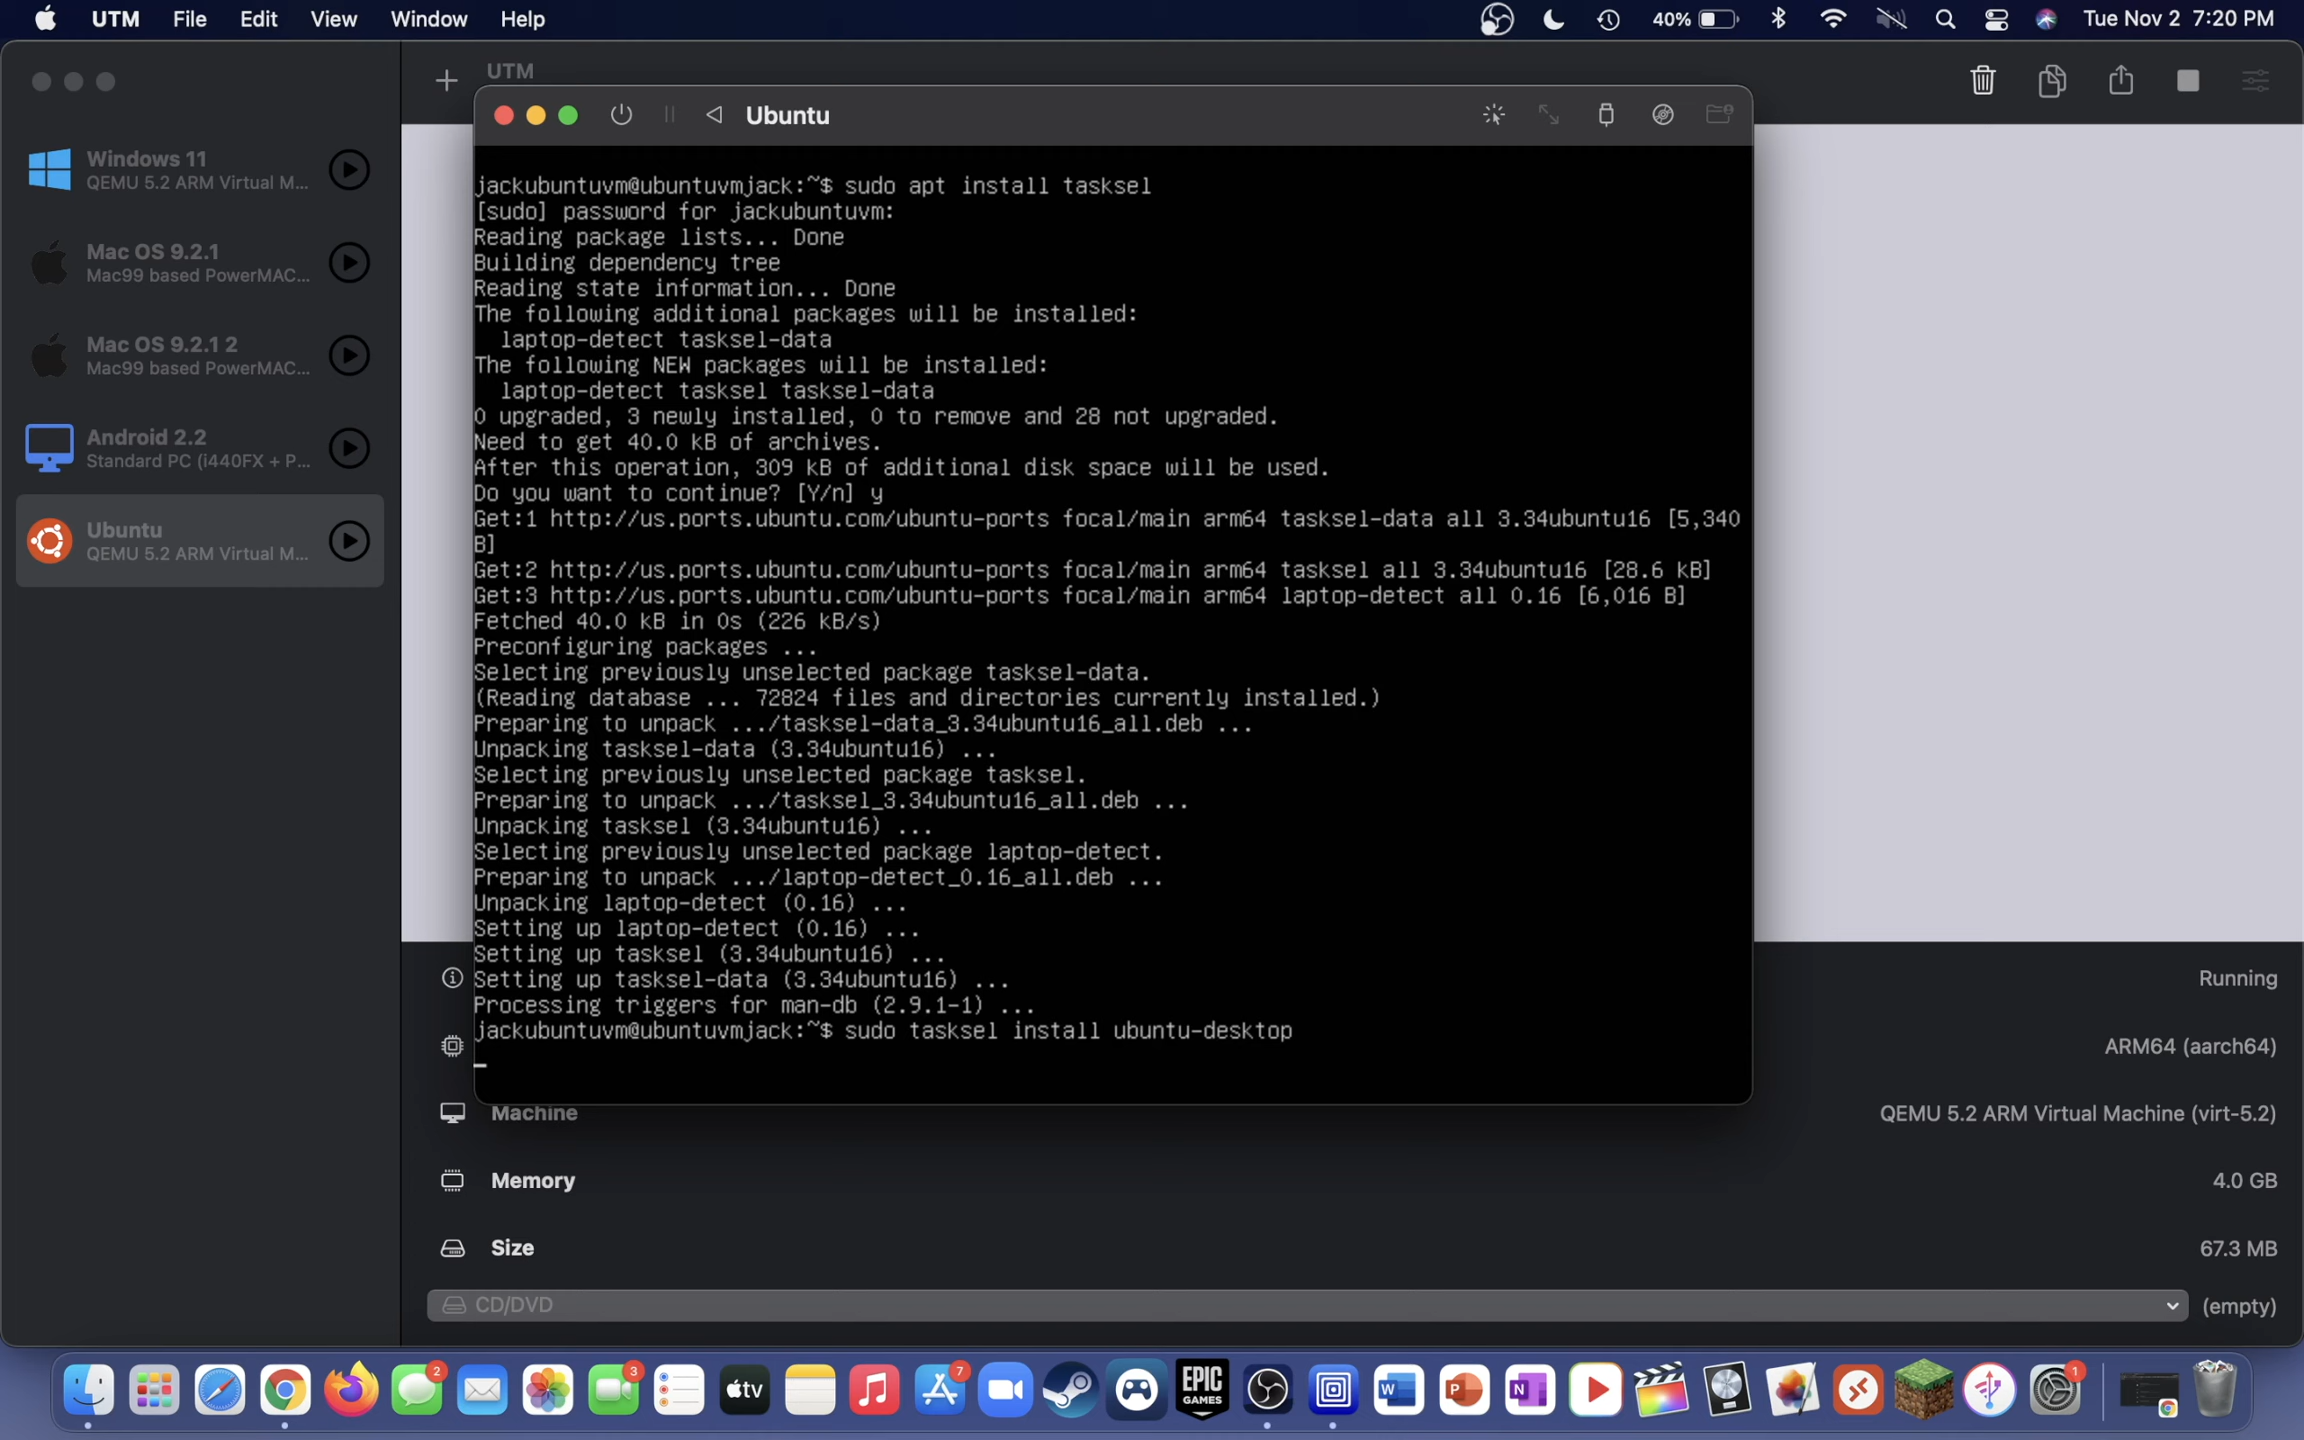 UTM File Edit View Window Help
40% Tue Nov 2 7:20 PM
UTM
Windows 11
QEMU 5.2 ARM Virtual M...
Mac OS 9.2.1
Mac99 based PowerMAC...
Mac OS 9.2.1 2
Mac99 based PowerMAC...
Android 2.2
Standard PC (i440FX + P...
Ubuntu
QEMU 5.2 ARM Virtual M...
Ubuntu
jackubuntuvm@ubuntuvmjack:~$ sudo apt install tasksel
[sudo] password for jackubuntuvm:
Reading package lists... Done
Building dependency tree
Reading state information... Done
The following additional packages will be installed:
laptop-detect tasksel-data
The following NEW packages will be installed:
laptop-detect tasksel tasksel-data
0 upgraded, 3 newly installed, 0 to remove and 28 not upgraded.
Need to get 40.0 kB of archives.
After this operation, 309 kB of additional disk space will be used.
Do you want to continue? [Y/n] y
Get:1 http://us.ports.ubuntu.com/ubuntu-ports focal/main arm64 tasksel-data all 3.34ubuntu16 [5,340
B]
Get:2 http://us.ports.ubuntu.com/ubuntu-ports focal/main arm64 tasksel all 3.34ubuntu16 [28.6 kB]
Get:3 http://us.ports.ubuntu.com/ubuntu-ports focal/main arm64 laptop-detect all 0.16 [6,016 B]
Fetched 40.0 kB in 0s (226 kB/s)
Preconfiguring packages ...
Selecting previously unselected package tasksel-data.
(Reading database ... 72824 files and directories currently installed.)
Preparing to unpack .../tasksel-data_3.34ubuntu16_all.deb ...
Unpacking tasksel-data (3.34ubuntu16) ...
Selecting previously unselected package tasksel.
Preparing to unpack .../tasksel_3.34ubuntu16_all.deb ...
Unpacking tasksel (3.34ubuntu16) ...
Selecting previously unselected package laptop-detect.
Preparing to unpack .../laptop-detect_0.16_all.deb ...
Unpacking laptop-detect (0.16) ...
Setting up laptop-detect (0.16) ...
Setting up tasksel (3.34ubuntu16) ...
Setting up tasksel-data (3.34ubuntu16) ...
Processing triggers for man-db (2.9.1-1) ...
jackubuntuvm@ubuntuvmjack:~$ sudo tasksel install ubuntu-desktop
Running
ARM64 (aarch64)
Machine QEMU 5.2 ARM Virtual Machine (virt-5.2)
Memory 4.0 GB
Size 67.3 MB
CD/DVD (empty)
2 3 tv 7 EPIC GAMES W P N 1